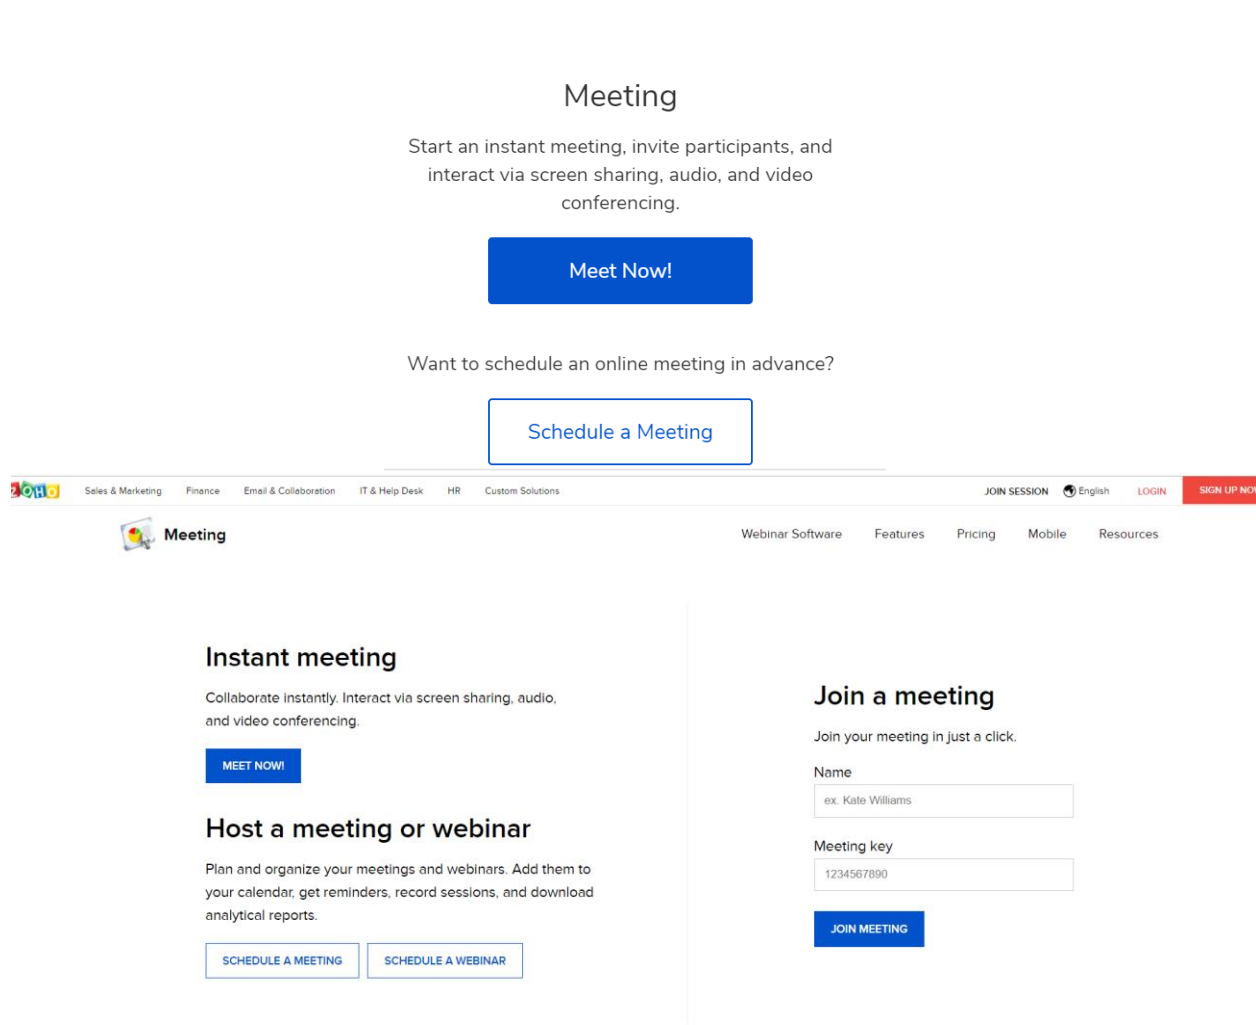 Meeting
Start an instant meeting, invite participants, and
interact via screen sharing, audio, and video
conferencing.
Meet Now!
Want to schedule an online meeting in advance?
Schedule a Meeting
ZOHO Sales & Marketing Finance Email & Collaboration IT & Help Desk HR Custom Solutions JOIN SESSION English LOGIN SIGN UP NOW
Meeting Webinar Software Features Pricing Mobile Resources
Instant meeting
Collaborate instantly. Interact via screen sharing, audio,
and video conferencing.
MEET NOW!
Host a meeting or webinar
Plan and organize your meetings and webinars. Add them to
your calendar, get reminders, record sessions, and download
analytical reports.
SCHEDULE A MEETING SCHEDULE A WEBINAR
Join a meeting
Join your meeting in just a click.
Name
ex. Kate Williams
Meeting key
1234567890
JOIN MEETING